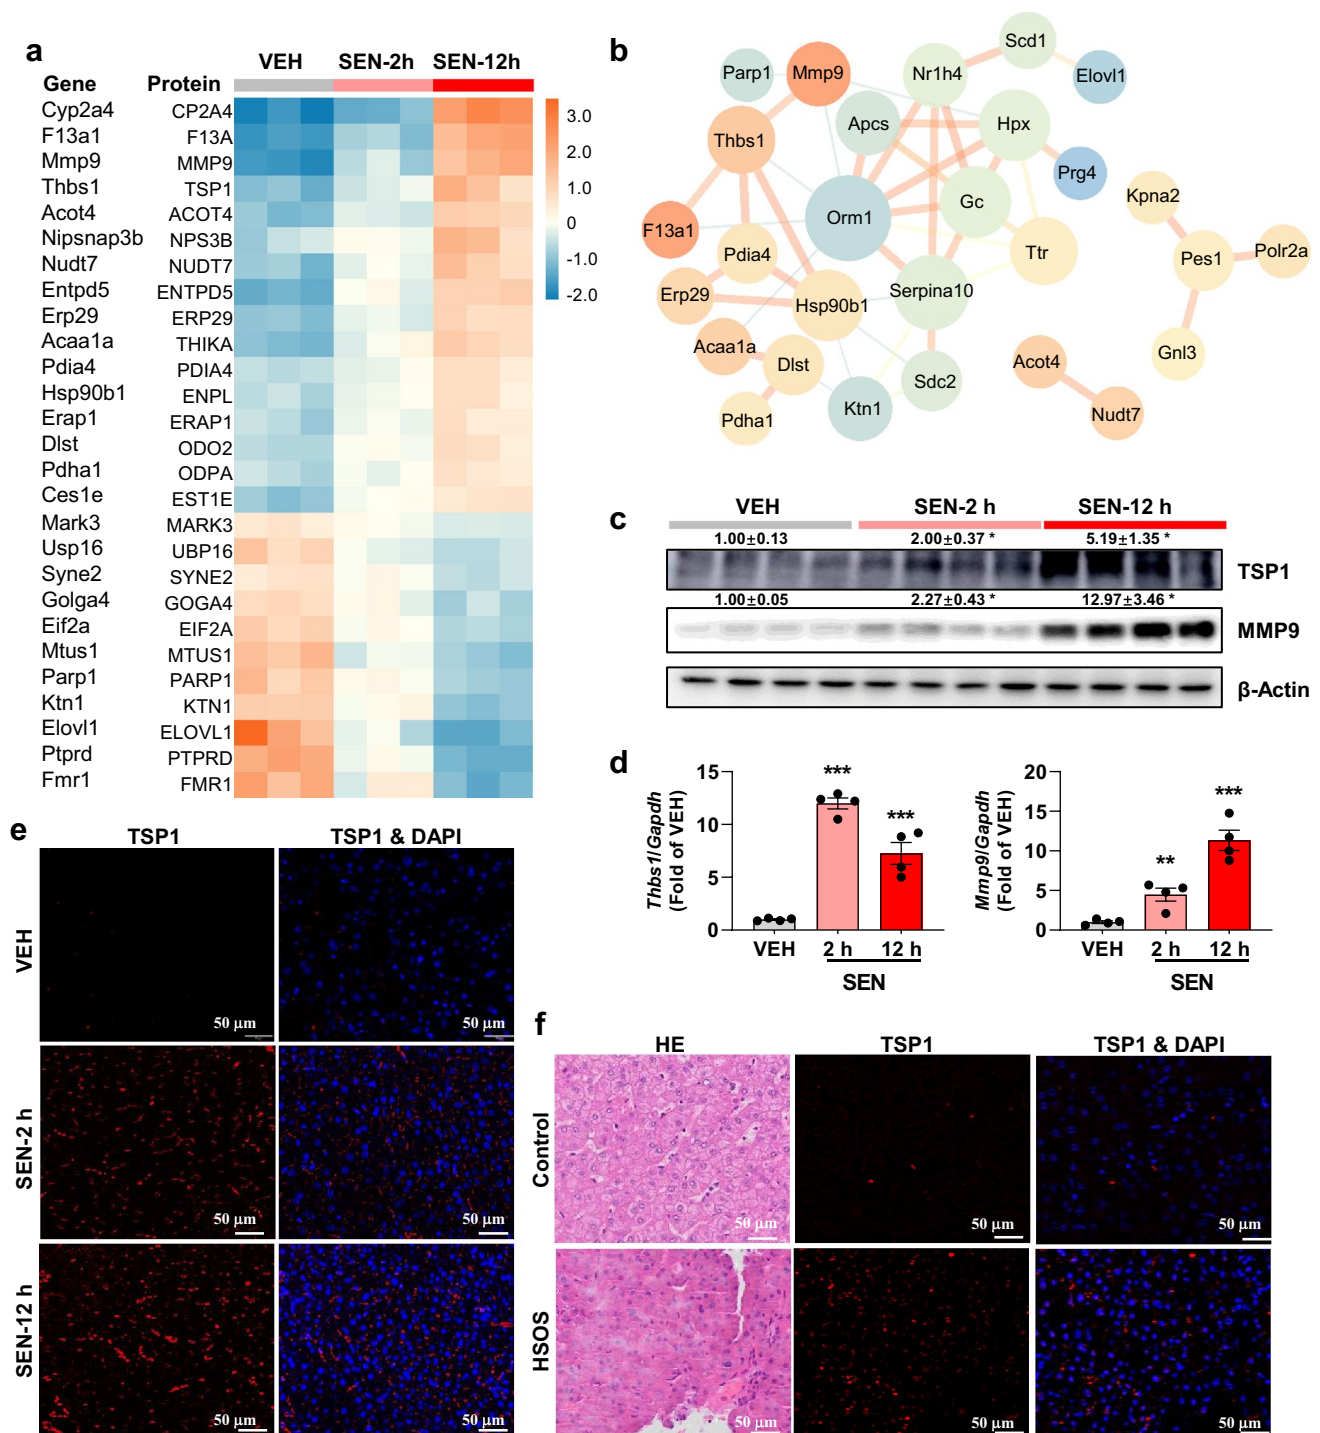 a
VEH SEN-2h SEN-12h
Gene Protein
Cyp2a4 CP2A4
F13a1 F13A
Mmp9 MMP9
Thbs1 TSP1
Acot4 ACOT4
Nipsnap3b NPS3B
Nudt7 NUDT7
Entpd5 ENTPD5
Erp29 ERP29
Acaa1a THIKA
Pdia4 PDIA4
Hsp90b1 ENPL
Erap1 ERAP1
Dlst ODO2
Pdha1 ODPA
Ces1e EST1E
Mark3 MARK3
Usp16 UBP16
Syne2 SYNE2
Golga4 GOGA4
Eif2a EIF2A
Mtus1 MTUS1
Parp1 PARP1
Ktn1 KTN1
Elovl1 ELOVL1
Ptprd PTPRD
Fmr1 FMR1
3.0
2.0
1.0
0
-1.0
-2.0
b
Scd1
Parp1 Mmp9 Nr1h4 Elovl1
Thbs1 Apcs Hpx
Prg4
Kpna2
F13a1 Orm1 Gc
Pdia4 Ttr Pes1 Polr2a
Erp29 Hsp90b1 Serpina10
Acaa1a Dlst Sdc2 Acot4 Gnl3
Pdha1 Ktn1 Nudt7
c
VEH SEN-2 h SEN-12 h
1.00±0.13 2.00±0.37 * 5.19±1.35 *
TSP1
1.00±0.05 2.27±0.43 * 12.97±3.46 *
MMP9
β-Actin
d
Thbs1/Gapdh
(Fold of VEH)
15
10
5
0
***
***
VEH 2 h 12 h
SEN
Mmp9/Gapdh
(Fold of VEH)
20
15
10
5
0
**
***
VEH 2 h 12 h
SEN
e
TSP1 TSP1 & DAPI
VEH
50 µm 50 µm
SEN-2 h
50 µm 50 µm
SEN-12 h
50 µm 50 µm
f
HE TSP1 TSP1 & DAPI
Control
50 µm 50 µm 50 µm
HSOS
50 µm 50 µm 50 µm